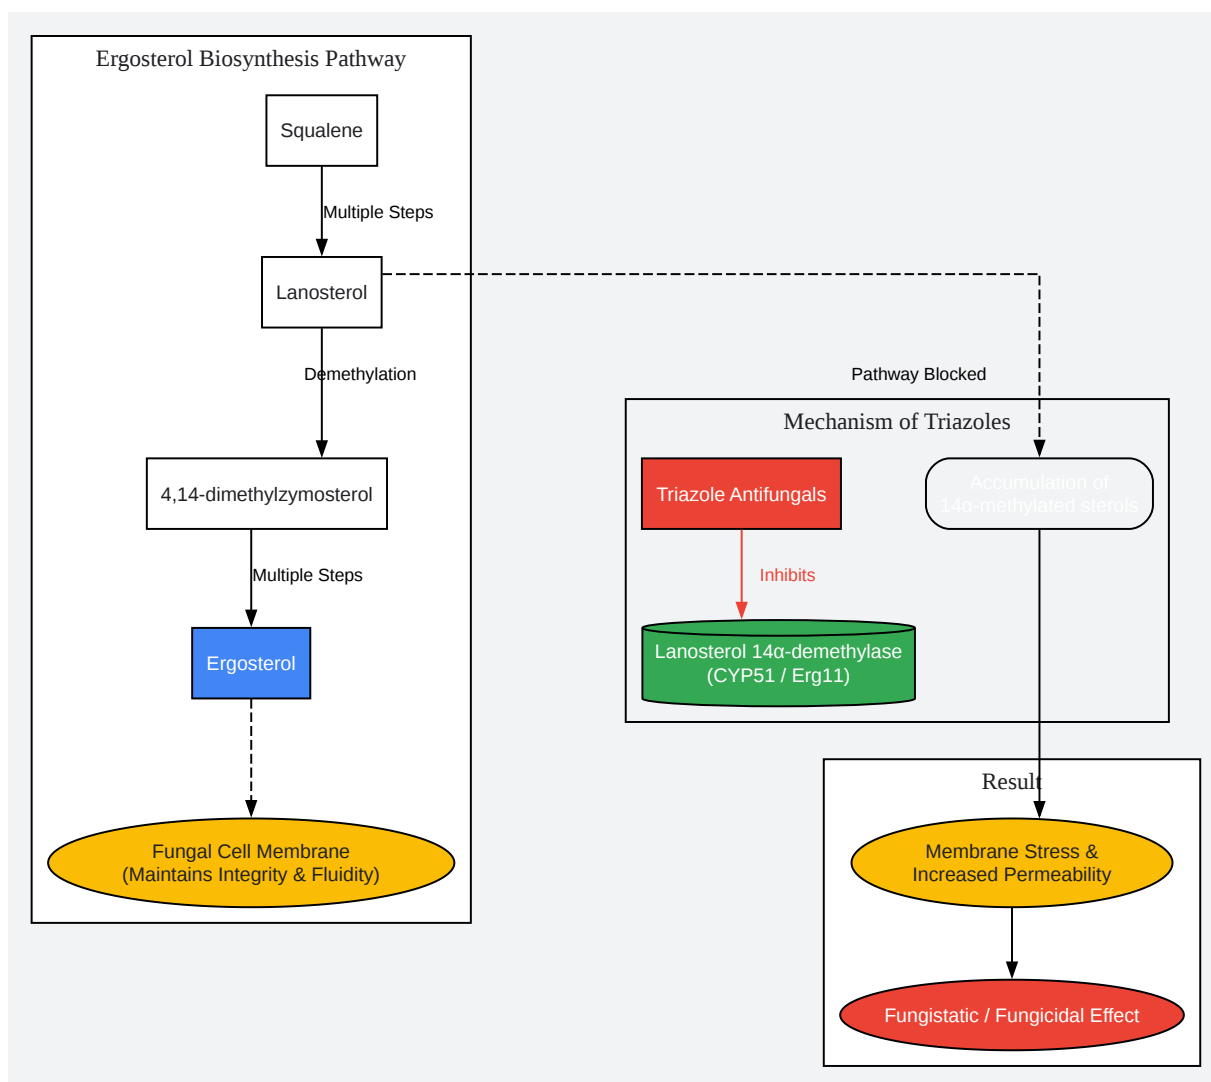 Ergosterol Biosynthesis Pathway
Squalene
Multiple Steps
Lanosterol
Demethylation
4,14-dimethylzymosterol
Multiple Steps
Ergosterol
Fungal Cell Membrane
(Maintains Integrity & Fluidity)
Pathway Blocked
Mechanism of Triazoles
Triazole Antifungals
Accumulation of
14α-methylated sterols
Inhibits
Lanosterol 14α-demethylase
(CYP51 / Erg11)
Result
Membrane Stress &
Increased Permeability
Fungistatic / Fungicidal Effect